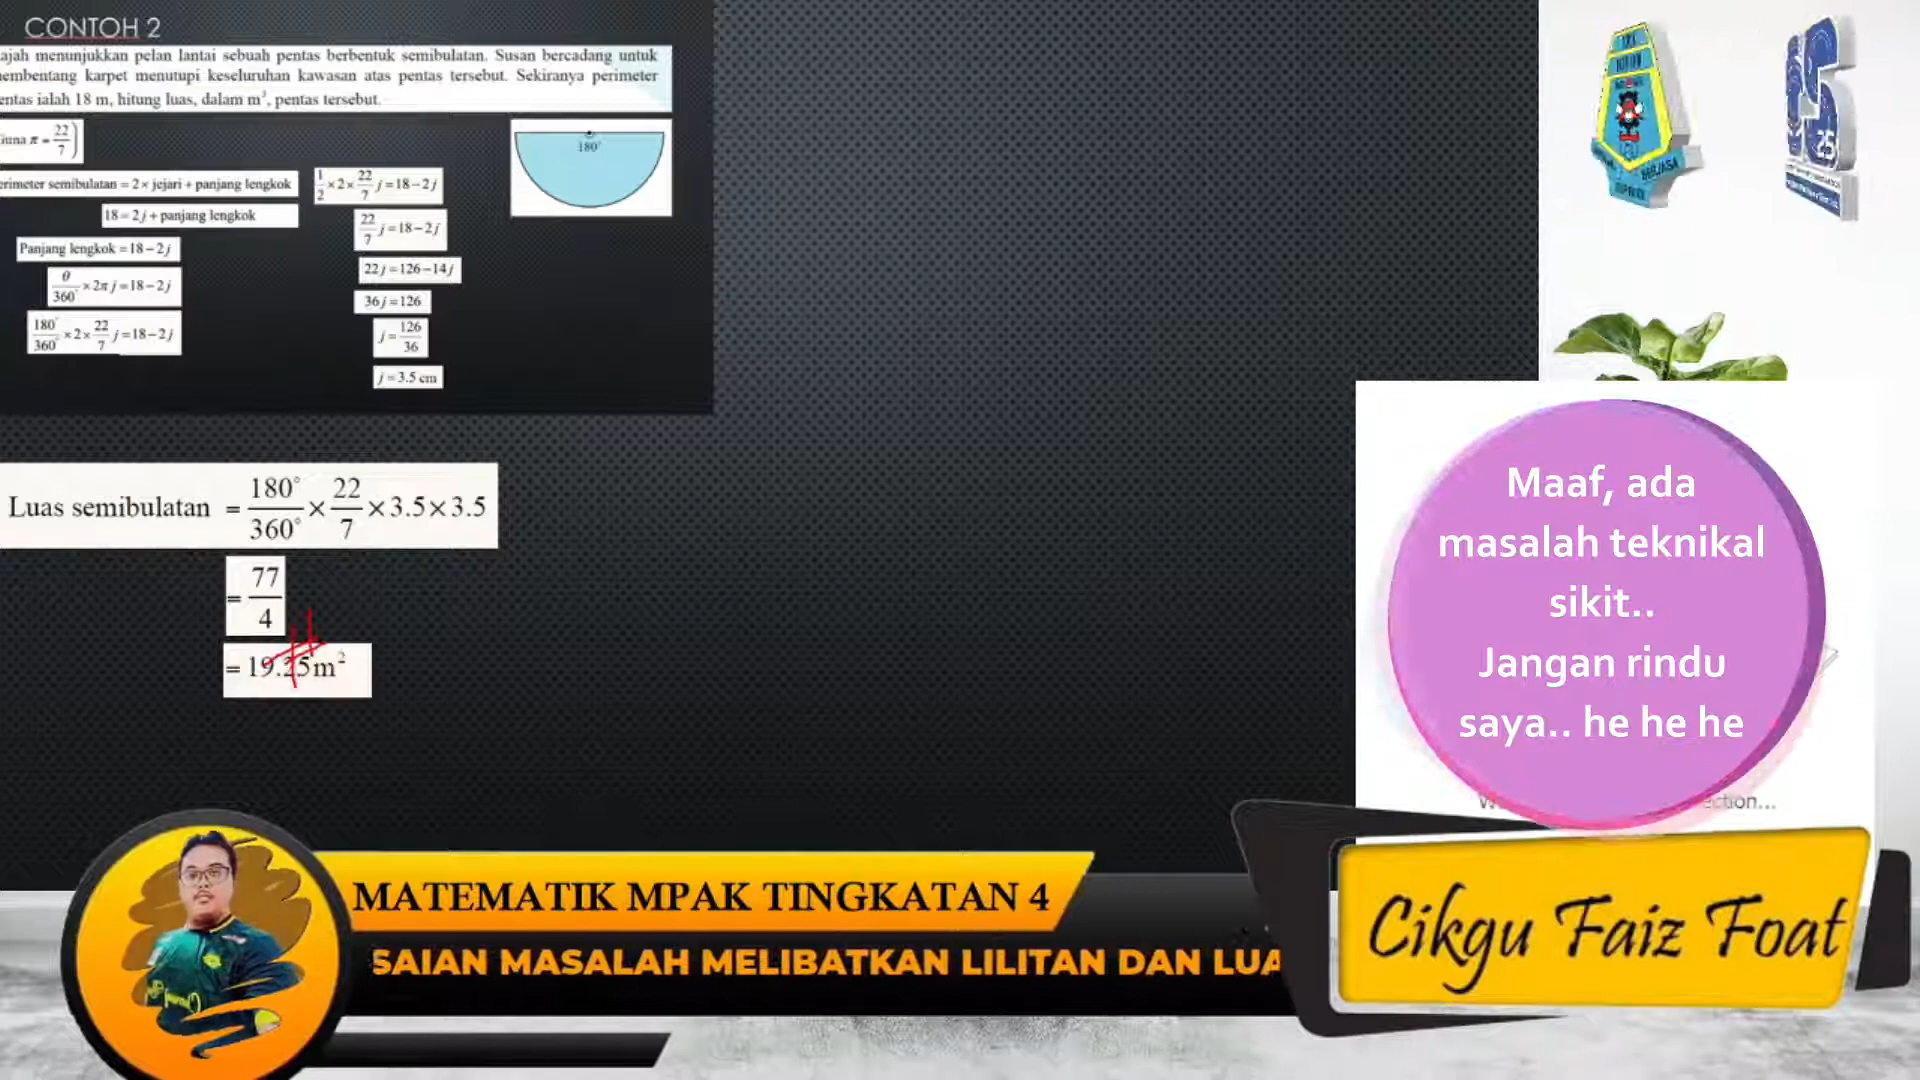 CONTOH 2
ajah menunjukkan pelan lantai sebuah pentas berbentuk semibulatan. Susan bercadang untuk
embentang karpet menutupi keseluruhan kawasan atas pentas tersebut. Sekiranya perimeter
entas ialah 18 m, hitung luas, dalam m², pentas tersebut.
una π = 22/7)
180°
erimeter semibulatan = 2 × jejari + panjang lengkok
18 = 2j + panjang lengkok
Panjang lengkok = 18 − 2j
θ/360° × 2π j = 18 − 2j
180°/360° × 2 × 22/7 j = 18 − 2j
1/2 × 2 × 22/7 j = 18 − 2j
22/7 j = 18 − 2j
22j = 126 − 14j
36j = 126
j = 126/36
j = 3.5 cm
Luas semibulatan = 180°/360° × 22/7 × 3.5 × 3.5
= 77/4
= 19.25 m²
BERJASA
25
Maaf, ada
masalah teknikal
sikit..
Jangan rindu
saya.. he he he
MATEMATIK MPAK TINGKATAN 4
SAIAN MASALAH MELIBATKAN LILITAN DAN LUA
Cikgu Faiz Foat